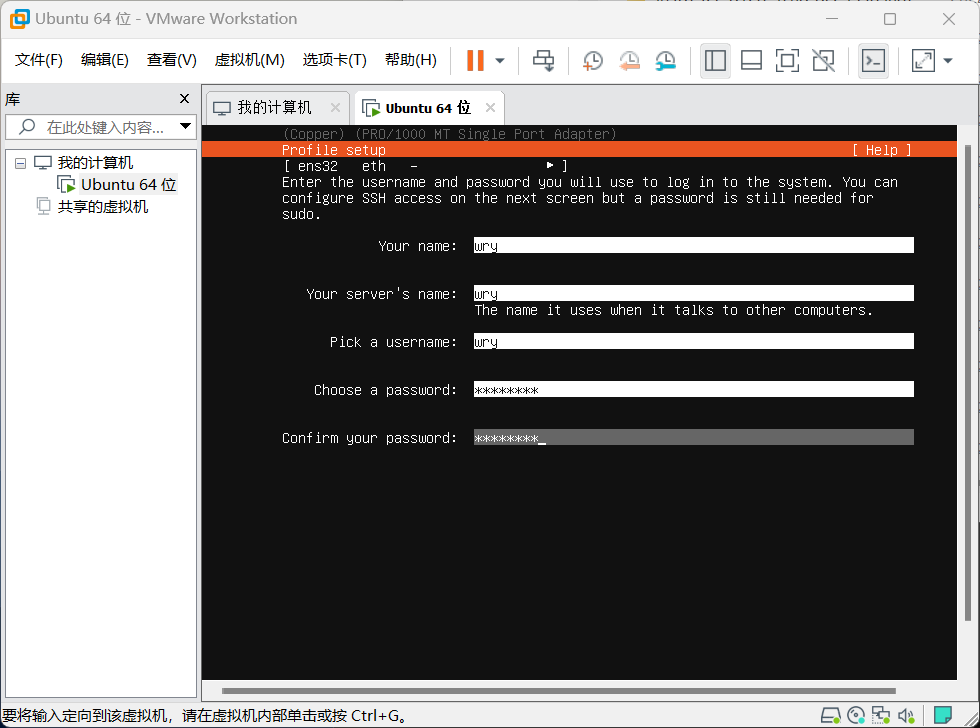 Ubuntu 64 位 - VMware Workstation
文件(F) 编辑(E) 查看(V) 虚拟机(M) 选项卡(T) 帮助(H)
库
在此处键入内容...
我的计算机
Ubuntu 64 位
共享的虚拟机
我的计算机 Ubuntu 64 位
(Copper) (PRO/1000 MT Single Port Adapter)
Profile setup [ Help ]
[ ens32 eth - ▸ ]
Enter the username and password you will use to log in to the system. You can
configure SSH access on the next screen but a password is still needed for
sudo.
Your name: wry
Your server's name: wry
The name it uses when it talks to other computers.
Pick a username: wry
Choose a password: ********
Confirm your password: ********_
要将输入定向到该虚拟机，请在虚拟机内部单击或按 Ctrl+G。